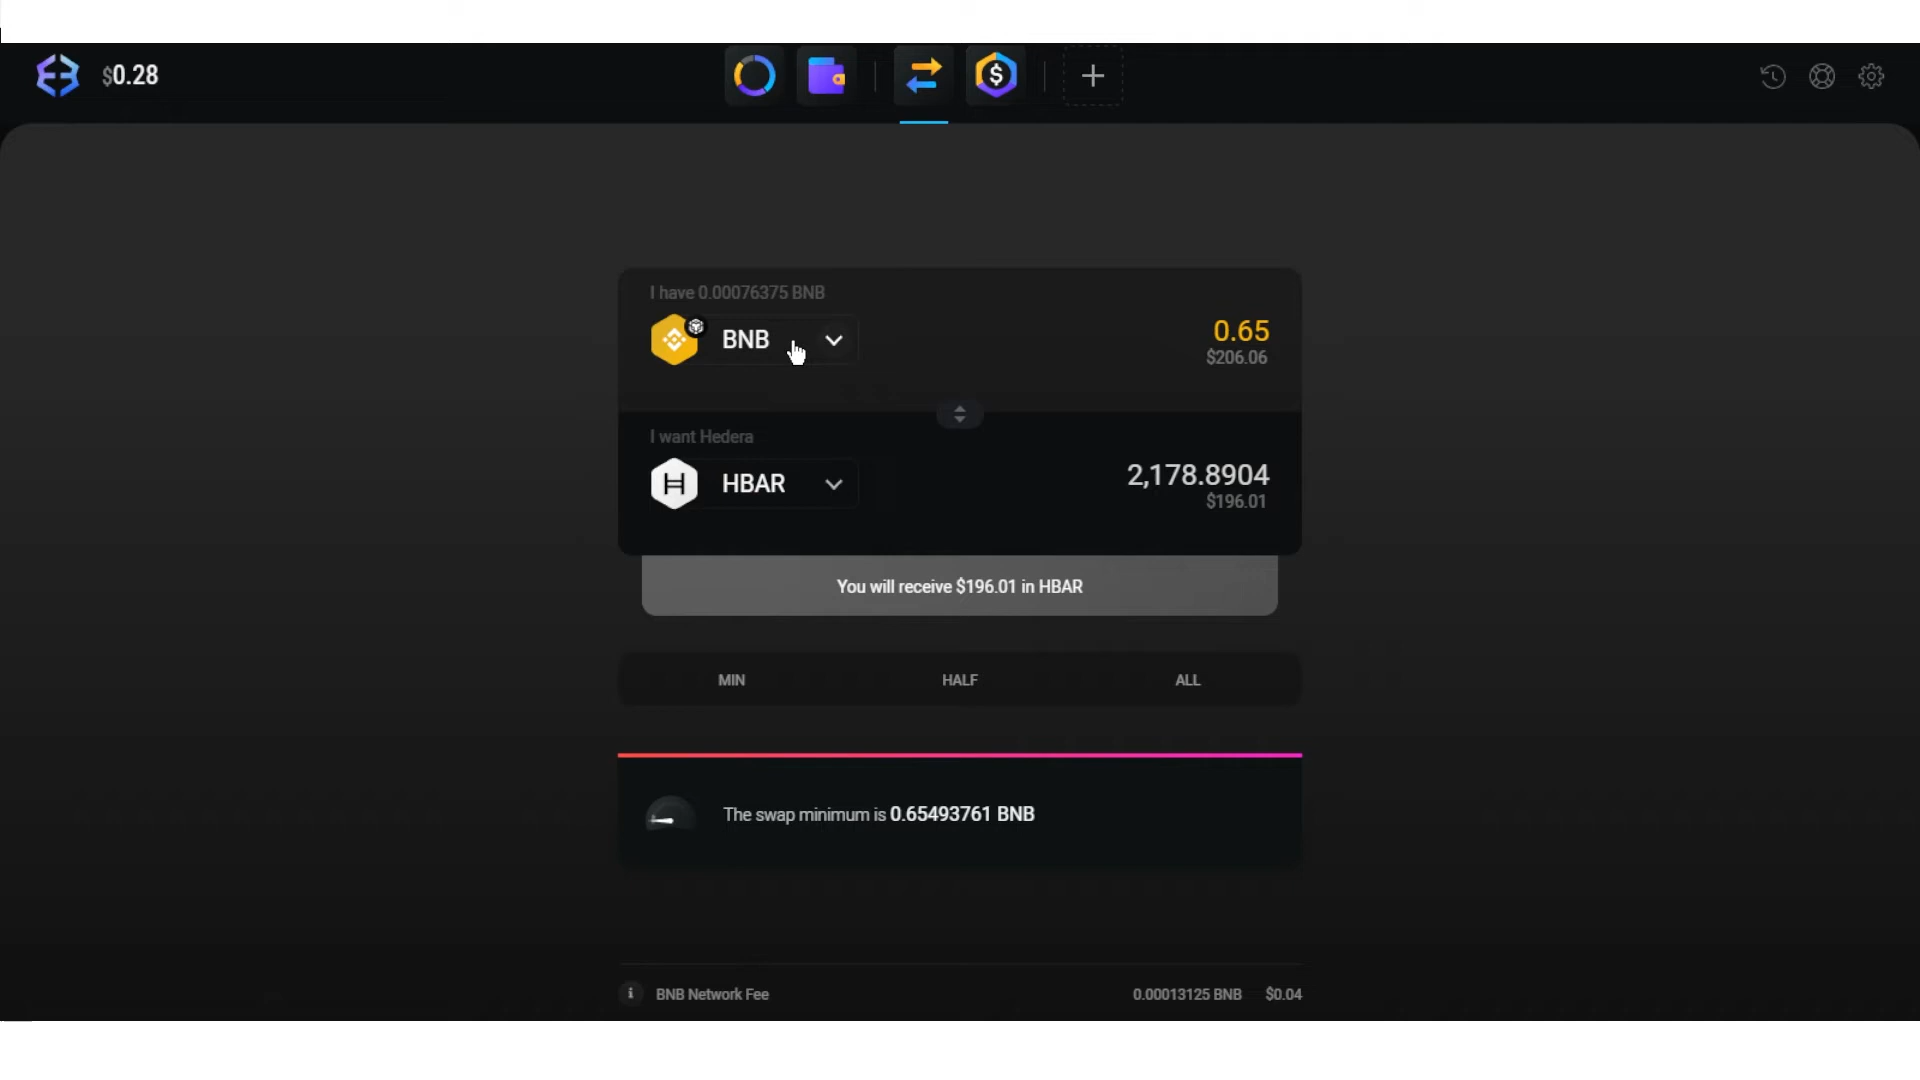 $0.28
I have 0.00076375 BNB
BNB
0.65
$206.06
I want Hedera
HBAR
2,178.8904
$196.01
You will receive $196.01 in HBAR
MIN HALF ALL
The swap minimum is 0.65493761 BNB
BNB Network Fee 0.00013125 BNB $0.04